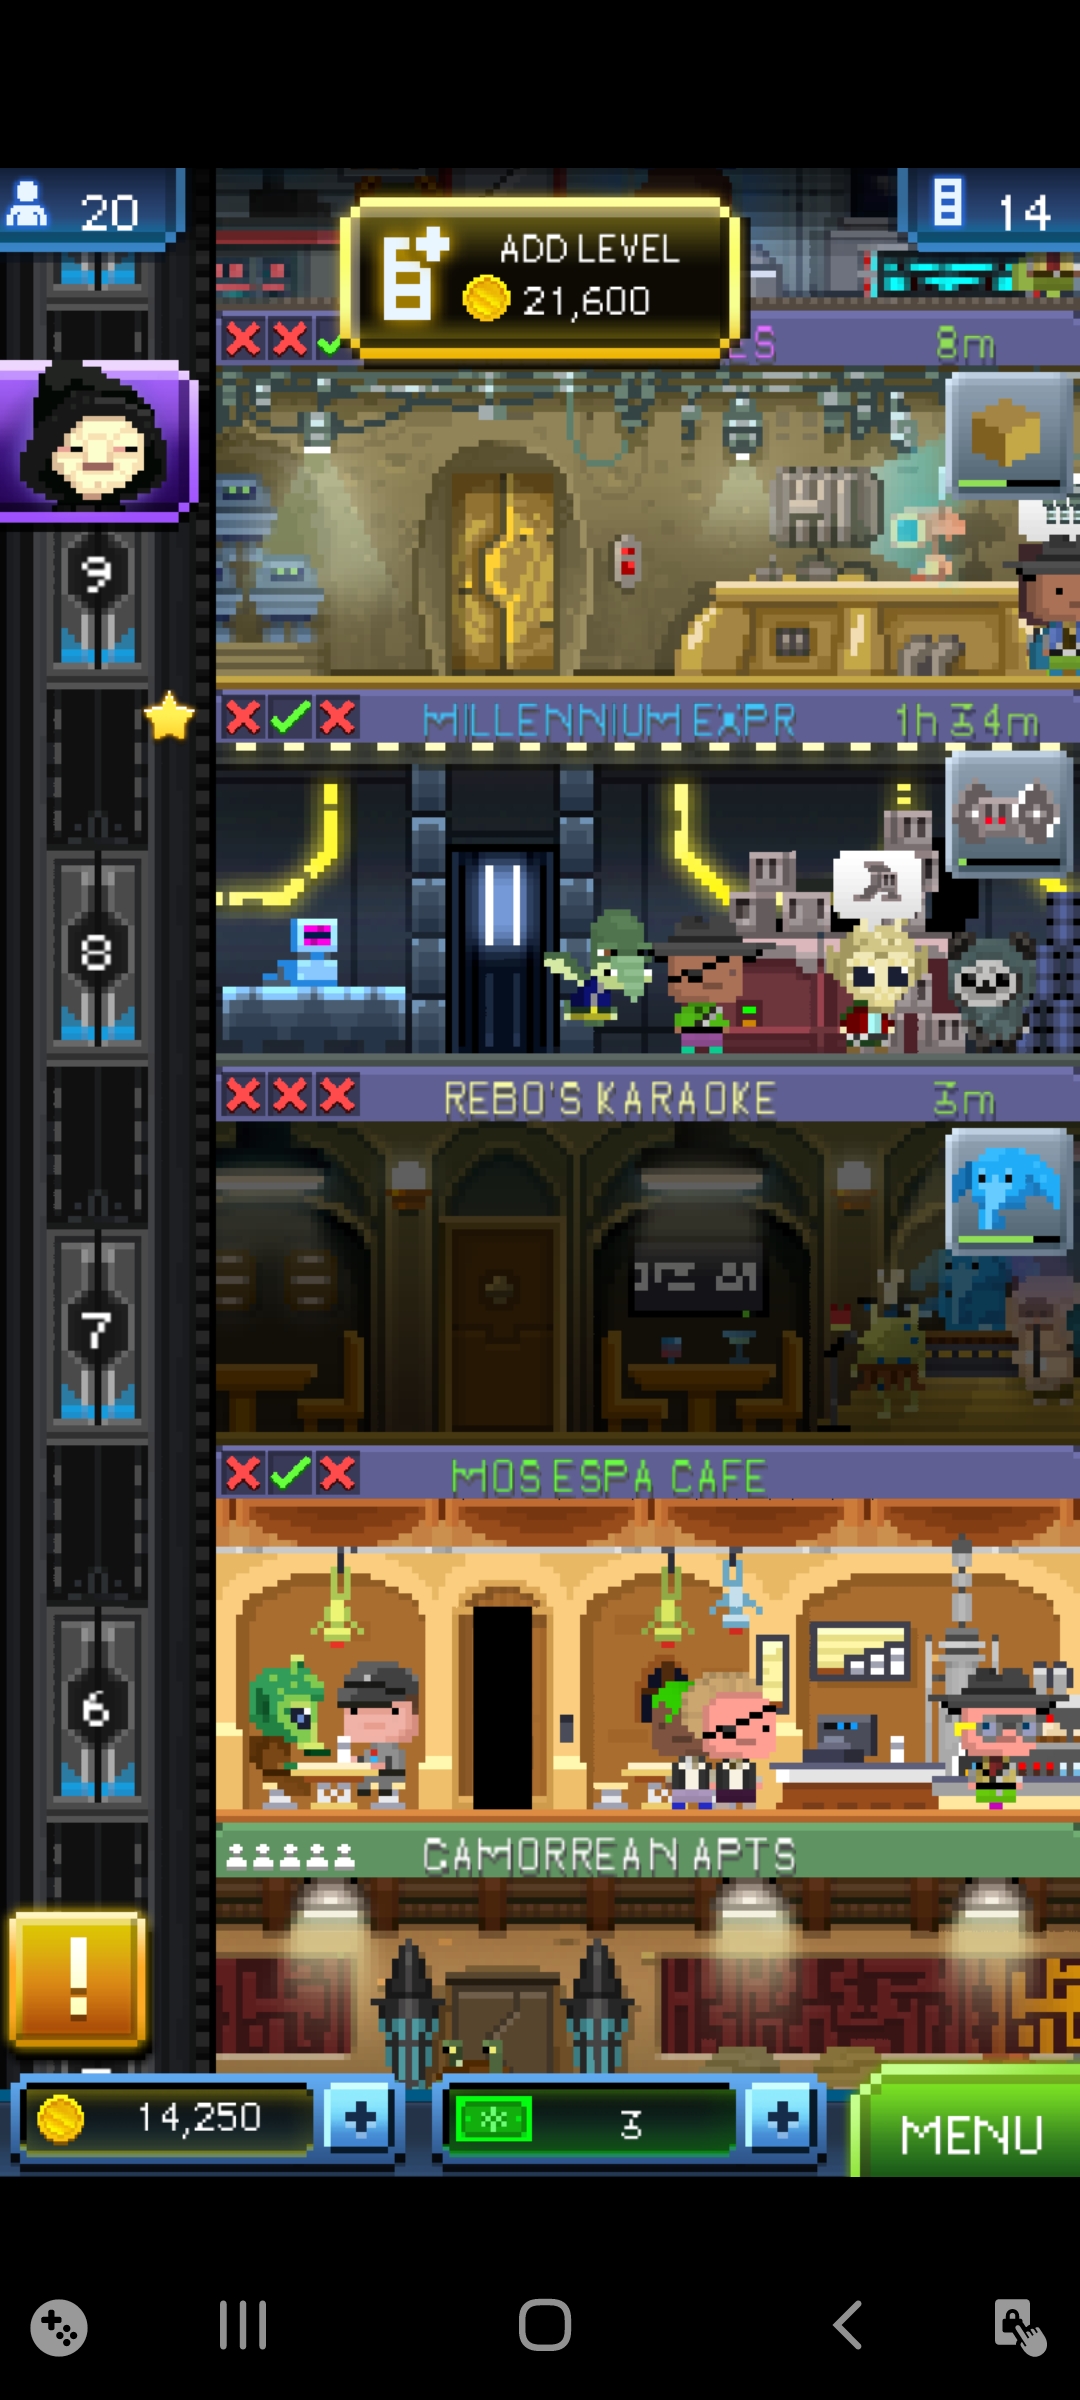 20
ADD LEVEL
21,600
14
8m
9
MILLENNIUM EXPR
1h 34m
8
REBO'S KARAOKE
3m
7
MOS ESPA CAFE
6
GAMORREAN APTS
!
14,250
+
3
+
MENU